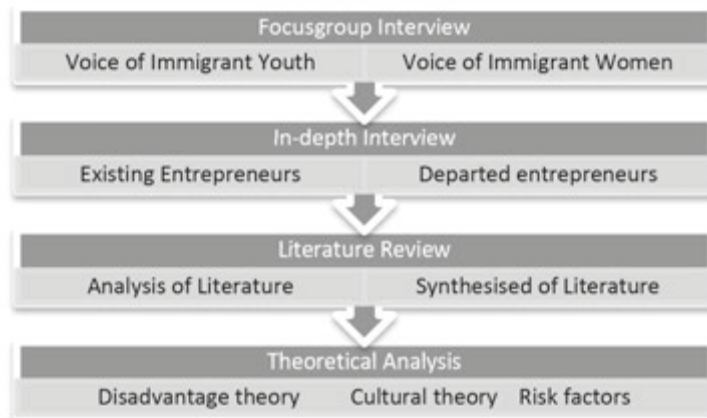 Focusgroup Interview
Voice of Immigrant Youth Voice of Immigrant Women
In-depth Interview
Existing Entrepreneurs Departed entrepreneurs
Literature Review
Analysis of Literature Synthesised of Literature
Theoretical Analysis
Disadvantage theory Cultural theory Risk factors